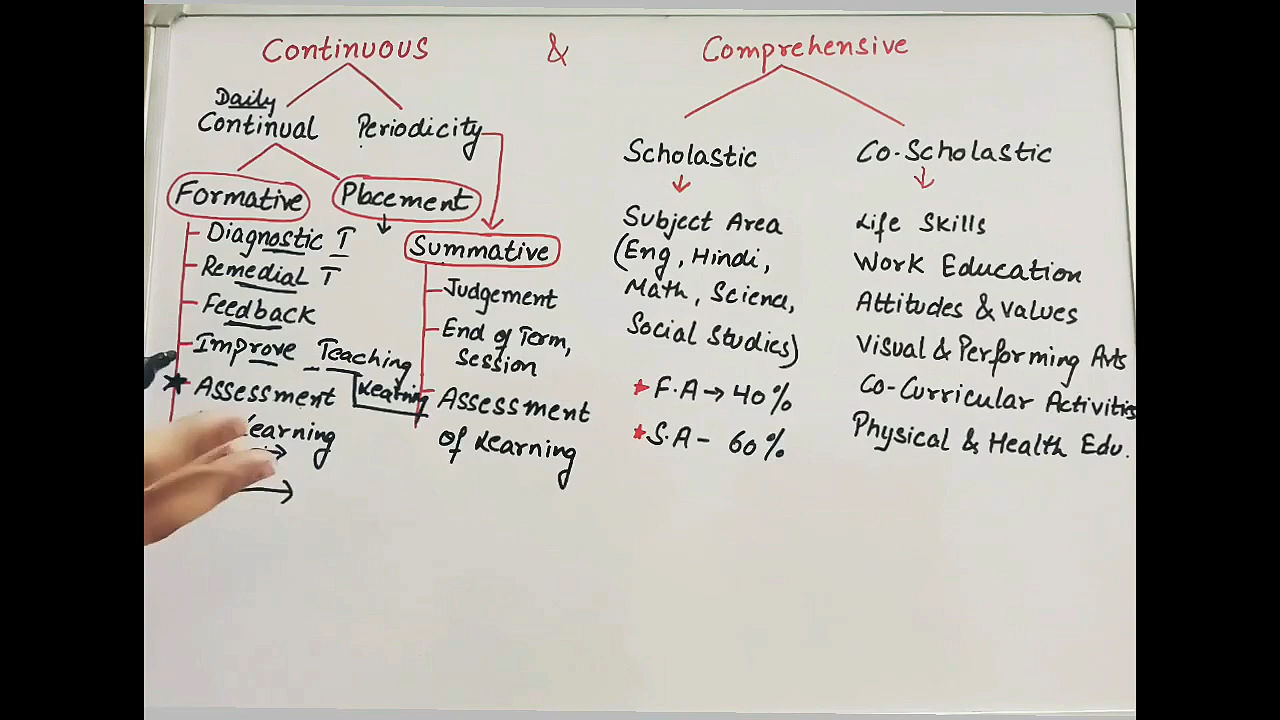 Continuous & Comprehensive
Daily
Continual Periodicity
Formative Placement
Diagnostic T
Remedial T
Feedback
Improve Teaching
Learning
Assessment
Learning
Summative
Judgement
End of Term,
Session
Assessment
of Learning
Scholastic
Subject Area
(Eng, Hindi,
Math, Science,
Social Studies)
F.A → 40%
S.A - 60%
Co-Scholastic
Life Skills
Work Education
Attitudes & Values
Visual & Performing Arts
Co-Curricular Activities
Physical & Health Edu.